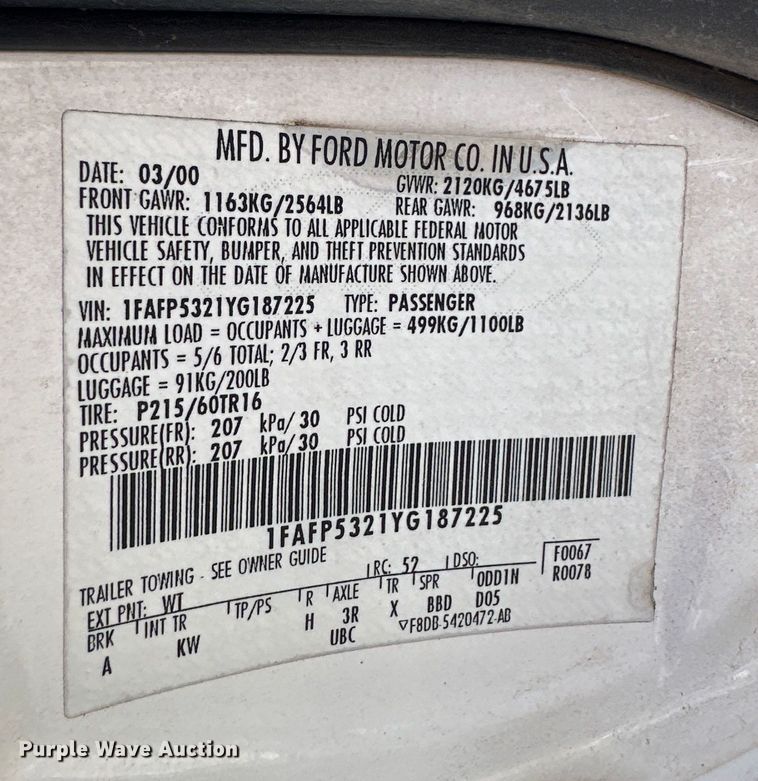 MFD. BY FORD MOTOR CO. IN U.S.A.
DATE: 03/00 GVWR: 2120KG/4675LB
FRONT GAWR: 1163KG/2564LB REAR GAWR: 968KG/2136LB
THIS VEHICLE CONFORMS TO ALL APPLICABLE FEDERAL MOTOR
VEHICLE SAFETY, BUMPER, AND THEFT PREVENTION STANDARDS
IN EFFECT ON THE DATE OF MANUFACTURE SHOWN ABOVE.
VIN: 1FAFP5321YG187225 TYPE: PASSENGER
MAXIMUM LOAD = OCCUPANTS + LUGGAGE = 499KG/1100LB
OCCUPANTS = 5/6 TOTAL; 2/3 FR, 3 RR
LUGGAGE = 91KG/200LB
TIRE: P215/60TR16
PRESSURE(FR): 207 kPa/ 30 PSI COLD
PRESSURE(RR): 207 kPa/ 30 PSI COLD
1FAFP5321YG187225
TRAILER TOWING - SEE OWNER GUIDE
EXT PNT: WT RC: 52 DSO: F0067
BRK INT TR TP/PS R AXLE TR SPR ODD1N R0078
A KW H 3R X BBD D05
UBC ▽F8DB-5420472-AB
Purple Wave Auction